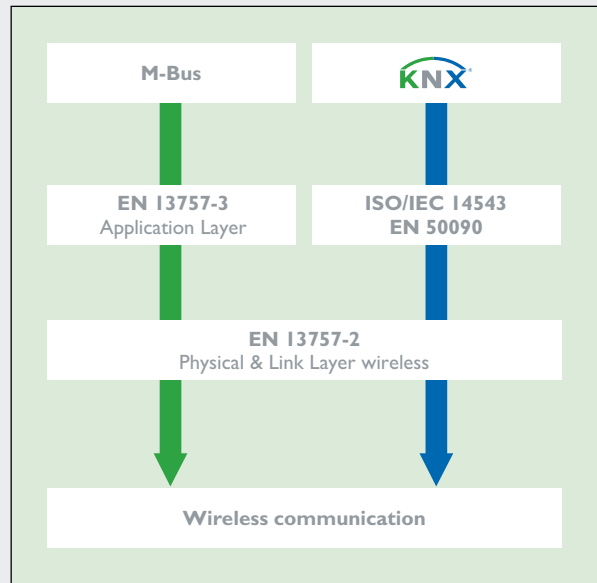 M-Bus
KNX®
EN 13757-3
Application Layer
ISO/IEC 14543
EN 50090
EN 13757-2
Physical & Link Layer wireless
Wireless communication